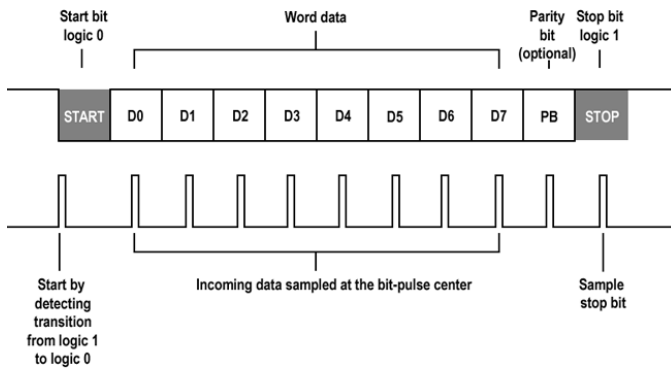 Start bit
logic 0
Word data
Parity
bit
(optional)
Stop bit
logic 1
START D0 D1 D2 D3 D4 D5 D6 D7 PB STOP
Start by
detecting
transition
from logic 1
to logic 0
Incoming data sampled at the bit-pulse center
Sample
stop bit